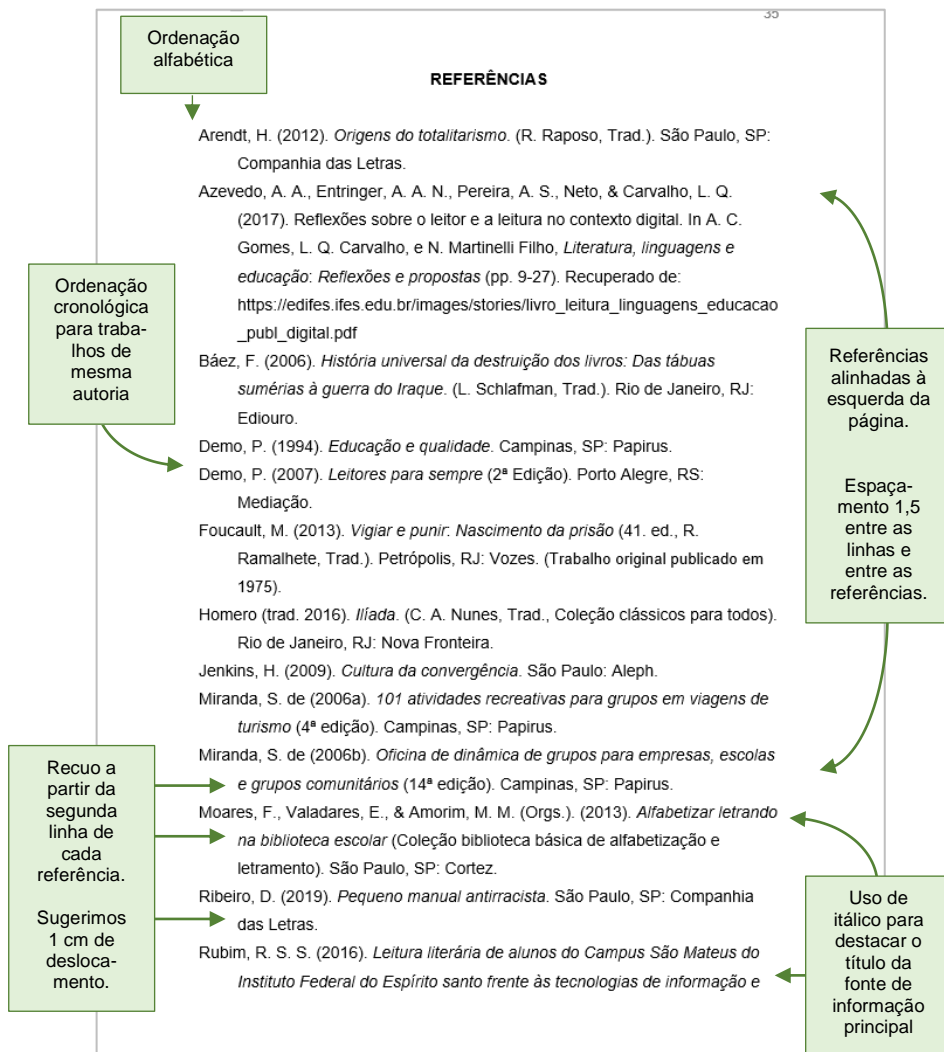 35
Ordenação
alfabética
REFERÊNCIAS
Arendt, H. (2012). Origens do totalitarismo. (R. Raposo, Trad.). São Paulo, SP:
Companhia das Letras.
Azevedo, A. A., Entringer, A. A. N., Pereira, A. S., Neto, & Carvalho, L. Q.
(2017). Reflexões sobre o leitor e a leitura no contexto digital. In A. C.
Gomes, L. Q. Carvalho, e N. Martinelli Filho, Literatura, linguagens e
educação: Reflexões e propostas (pp. 9-27). Recuperado de:
https://edifes.ifes.edu.br/images/stories/livro_leitura_linguagens_educacao
_publ_digital.pdf
Báez, F. (2006). História universal da destruição dos livros: Das tábuas
sumérias à guerra do Iraque. (L. Schlafman, Trad.). Rio de Janeiro, RJ:
Ediouro.
Demo, P. (1994). Educação e qualidade. Campinas, SP: Papirus.
Demo, P. (2007). Leitores para sempre (2ª Edição). Porto Alegre, RS:
Mediação.
Foucault, M. (2013). Vigiar e punir: Nascimento da prisão (41. ed., R.
Ramalhete, Trad.). Petrópolis, RJ: Vozes. (Trabalho original publicado em
1975).
Homero (trad. 2016). Ilíada. (C. A. Nunes, Trad., Coleção clássicos para todos).
Rio de Janeiro, RJ: Nova Fronteira.
Jenkins, H. (2009). Cultura da convergência. São Paulo: Aleph.
Miranda, S. de (2006a). 101 atividades recreativas para grupos em viagens de
turismo (4ª edição). Campinas, SP: Papirus.
Miranda, S. de (2006b). Oficina de dinâmica de grupos para empresas, escolas
e grupos comunitários (14ª edição). Campinas, SP: Papirus.
Moares, F., Valadares, E., & Amorim, M. M. (Orgs.). (2013). Alfabetizar letrando
na biblioteca escolar (Coleção biblioteca básica de alfabetização e
letramento). São Paulo, SP: Cortez.
Ribeiro, D. (2019). Pequeno manual antirracista. São Paulo, SP: Companhia
das Letras.
Rubim, R. S. S. (2016). Leitura literária de alunos do Campus São Mateus do
Instituto Federal do Espírito santo frente às tecnologias de informação e
Ordenação
cronológica
para traba-
lhos de
mesma
autoria
Referências
alinhadas à
esquerda da
página.
Espaça-
mento 1,5
entre as
linhas e
entre as
referências.
Recuo a
partir da
segunda
linha de
cada
referência.
Sugerimos
1 cm de
desloca-
mento.
Uso de
itálico para
destacar o
título da
fonte de
informação
principal